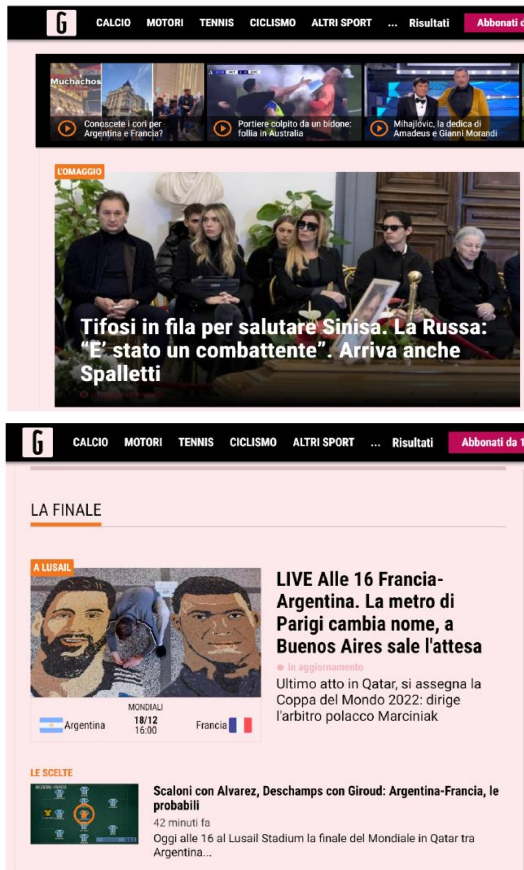 G CALCIO MOTORI TENNIS CICLISMO ALTRI SPORT ... Risultati Abbonati d
Muchachos
Conoscete i cori per
Argentina e Francia?
Portiere colpito da un bidone:
follia in Australia
Mihajlovic, la dedica di
Amadeus e Gianni Morandi
L'OMAGGIO
Tifosi in fila per salutare Sinisa. La Russa:
“E’ stato un combattente”. Arriva anche
Spalletti
G CALCIO MOTORI TENNIS CICLISMO ALTRI SPORT ... Risultati Abbonati da 1
LA FINALE
A LUSAIL
LIVE Alle 16 Francia-
Argentina. La metro di
Parigi cambia nome, a
Buenos Aires sale l'attesa
In aggiornamento
Ultimo atto in Qatar, si assegna la
Coppa del Mondo 2022: dirige
l'arbitro polacco Marciniak
MONDIALI
Argentina 18/12 Francia
16:00
LE SCELTE
Scaloni con Alvarez, Deschamps con Giroud: Argentina-Francia, le
probabili
42 minuti fa
Oggi alle 16 al Lusail Stadium la finale del Mondiale in Qatar tra
Argentina...